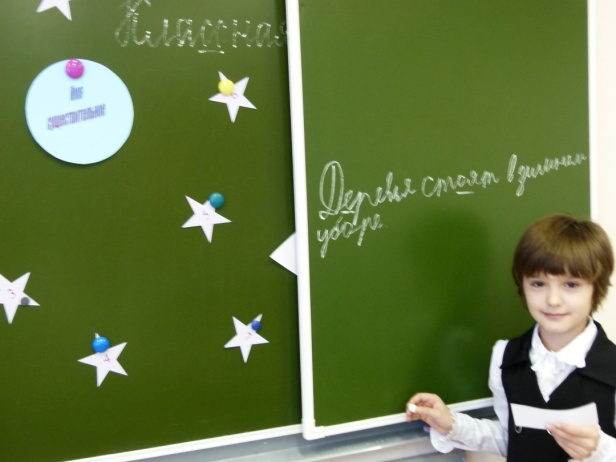 Классная
Имя
существительное
Деревья стоят в зимнем
уборе.